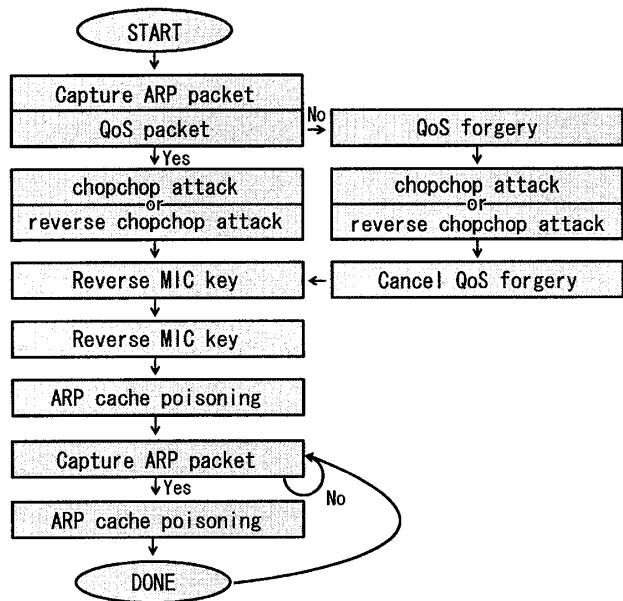 START
Capture ARP packet
QoS packet
No
QoS forgery
Yes
chopchop attack
or
reverse chopchop attack
chopchop attack
or
reverse chopchop attack
Reverse MIC key
Cancel QoS forgery
Reverse MIC key
ARP cache poisoning
Capture ARP packet
Yes
No
ARP cache poisoning
DONE